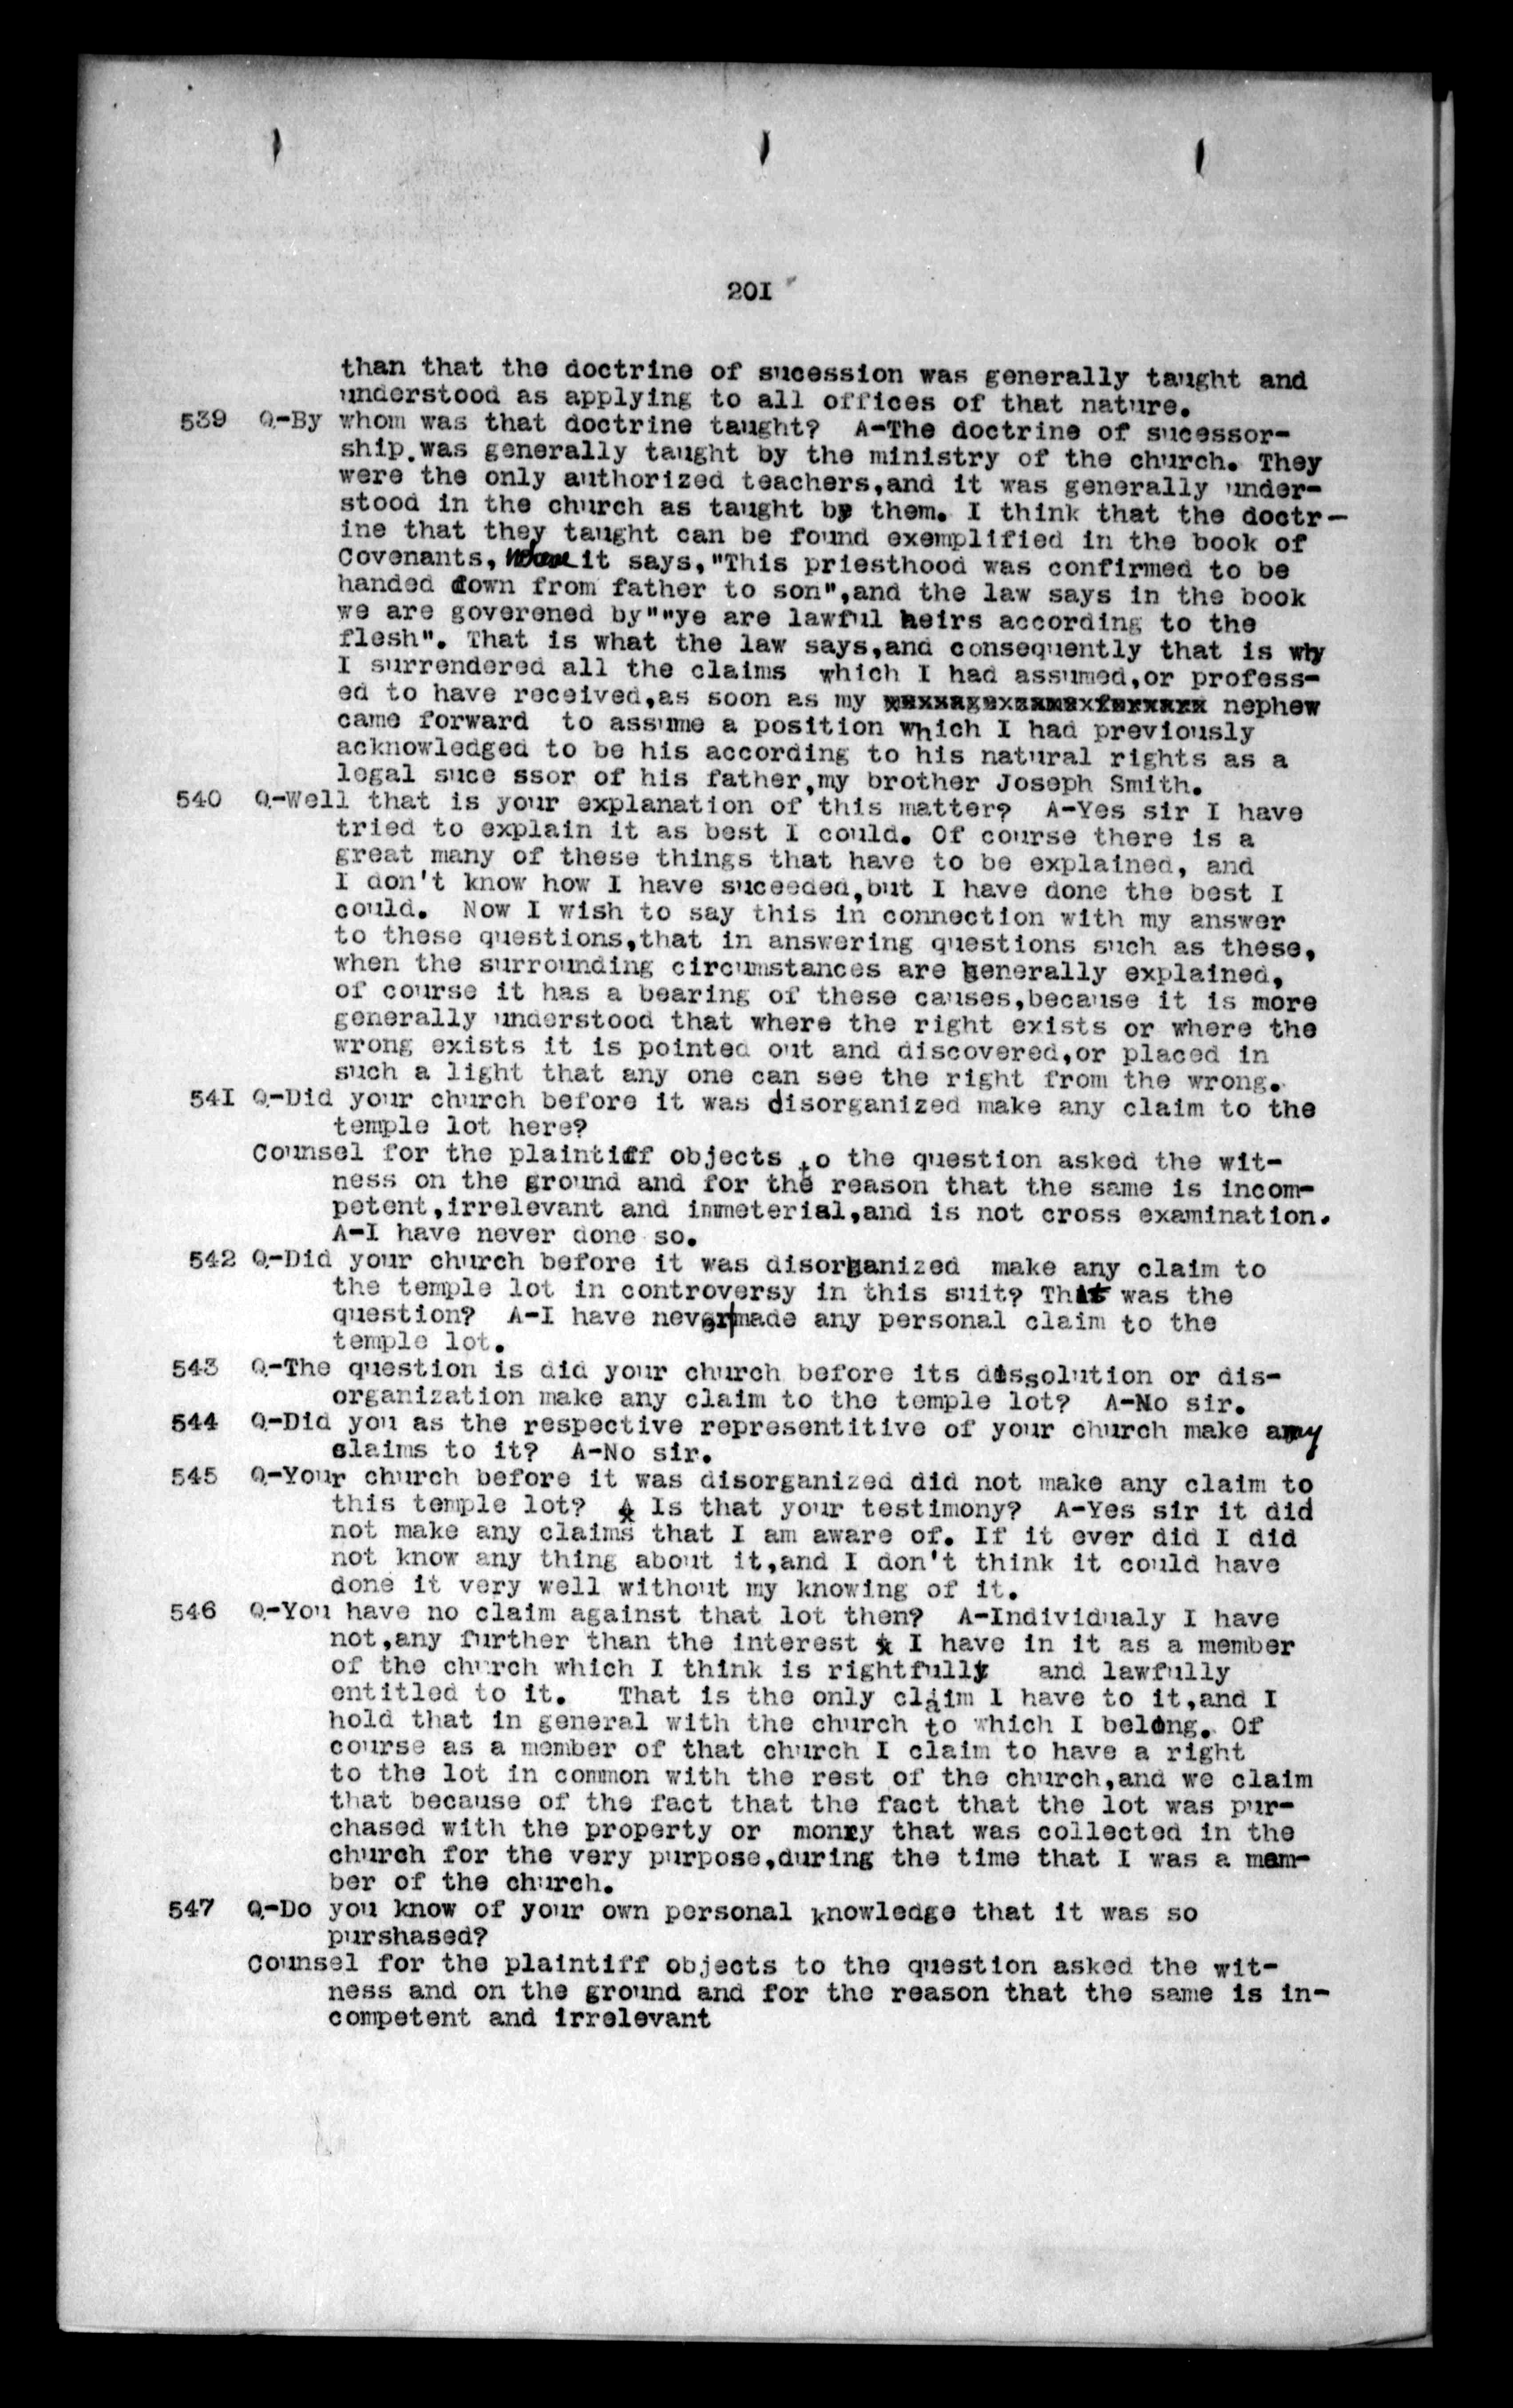 201
than that the doctrine of sucession was generally taught and
understood as applying to all offices of that nature.
539 Q-By whom was that doctrine taught? A-The doctrine of sucessor-
ship.was generally taught by the ministry of the church. They
were the only authorized teachers,and it was generally under-
stood in the church as taught by them. I think that the doctr-
ine that they taught can be found exemplified in the book of
Covenants, where it says,"This priesthood was confirmed to be
handed down from father to son",and the law says in the book
we are goverened by""ye are lawful heirs according to the
flesh". That is what the law says,and consequently that is why
I surrendered all the claims which I had assumed,or profess-
ed to have received,as soon as my nephew
came forward to assume a position which I had previously
acknowledged to be his according to his natural rights as a
legal suce ssor of his father,my brother Joseph Smith.
540 Q-Well that is your explanation of this matter? A-Yes sir I have
tried to explain it as best I could. Of course there is a
great many of these things that have to be explained, and
I don't know how I have suceeded,but I have done the best I
could. Now I wish to say this in connection with my answer
to these questions,that in answering questions such as these,
when the surrounding circumstances are generally explained,
of course it has a bearing of these causes,because it is more
generally understood that where the right exists or where the
wrong exists it is pointed out and discovered,or placed in
such a light that any one can see the right from the wrong.
541 Q-Did your church before it was disorganized make any claim to the
temple lot here?
Counsel for the plaintiff objects to the question asked the wit-
ness on the ground and for the reason that the same is incom-
petent,irrelevant and immeterial,and is not cross examination.
A-I have never done so.
542 Q-Did your church before it was disorganized make any claim to
the temple lot in controversy in this suit? That was the
question? A-I have never made any personal claim to the
temple lot.
543 Q-The question is did your church before its dissolution or dis-
organization make any claim to the temple lot? A-No sir.
544 Q-Did you as the respective representitive of your church make any
claims to it? A-No sir.
545 Q-Your church before it was disorganized did not make any claim to
this temple lot? Is that your testimony? A-Yes sir it did
not make any claims that I am aware of. If it ever did I did
not know any thing about it,and I don't think it could have
done it very well without my knowing of it.
546 Q-You have no claim against that lot then? A-Individualy I have
not,any further than the interest I have in it as a member
of the church which I think is rightfully and lawfully
entitled to it. That is the only claim I have to it,and I
hold that in general with the church to which I belong. Of
course as a member of that church I claim to have a right
to the lot in common with the rest of the church,and we claim
that because of the fact that the fact that the lot was pur-
chased with the property or money that was collected in the
church for the very purpose,during the time that I was a mem-
ber of the church.
547 Q-Do you know of your own personal knowledge that it was so
purshased?
Counsel for the plaintiff objects to the question asked the wit-
ness and on the ground and for the reason that the same is in-
competent and irrelevant